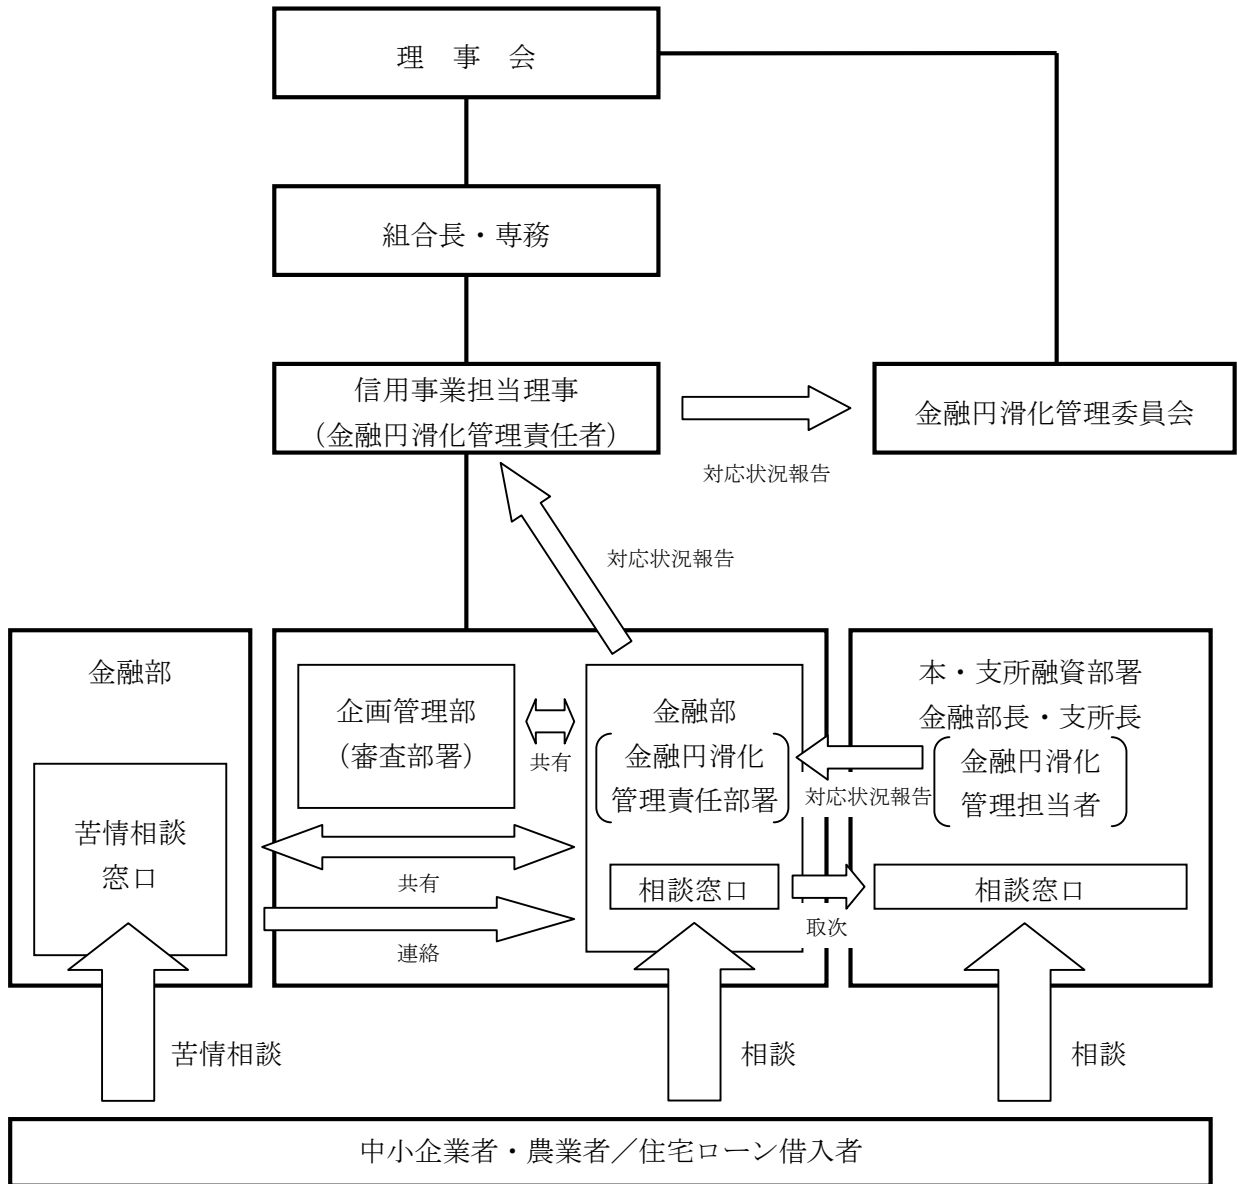 理　事　会
組合長・専務
信用事業担当理事
（金融円滑化管理責任者）
金融円滑化管理委員会
対応状況報告
対応状況報告
金融部
苦情相談
窓口
企画管理部
（審査部署）
共有
金融部
金融円滑化
管理責任部署
相談窓口
共有
連絡
対応状況報告
取次
本・支所融資部署
金融部長・支所長
金融円滑化
管理担当者
相談窓口
苦情相談
相談
相談
中小企業者・農業者／住宅ローン借入者